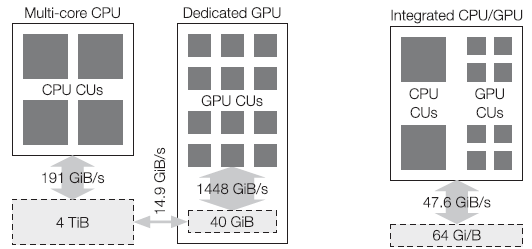 Multi-core CPU
Dedicated GPU
Integrated CPU/GPU
CPU CUs
GPU CUs
CPU
CUs
GPU
CUs
191 GiB/s
14.9 GiB/s
1448 GiB/s
47.6 GiB/s
4 TiB
40 GiB
64 Gi/B